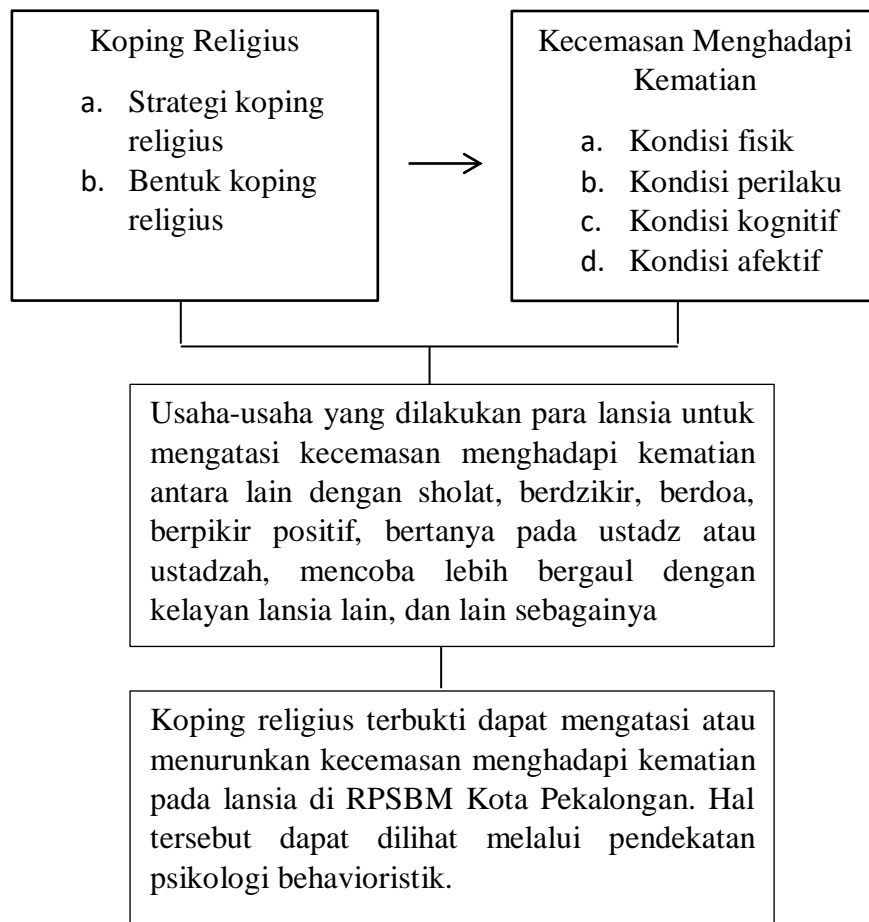 Koping Religius
a. Strategi koping
religius
b. Bentuk koping
religius
Kecemasan Menghadapi
Kematian
a. Kondisi fisik
b. Kondisi perilaku
c. Kondisi kognitif
d. Kondisi afektif
Usaha-usaha yang dilakukan para lansia untuk
mengatasi kecemasan menghadapi kematian
antara lain dengan sholat, berdzikir, berdoa,
berpikir positif, bertanya pada ustadz atau
ustadzah, mencoba lebih bergaul dengan
kelayan lansia lain, dan lain sebagainya
Koping religius terbukti dapat mengatasi atau
menurunkan kecemasan menghadapi kematian
pada lansia di RPSBM Kota Pekalongan. Hal
tersebut dapat dilihat melalui pendekatan
psikologi behavioristik.